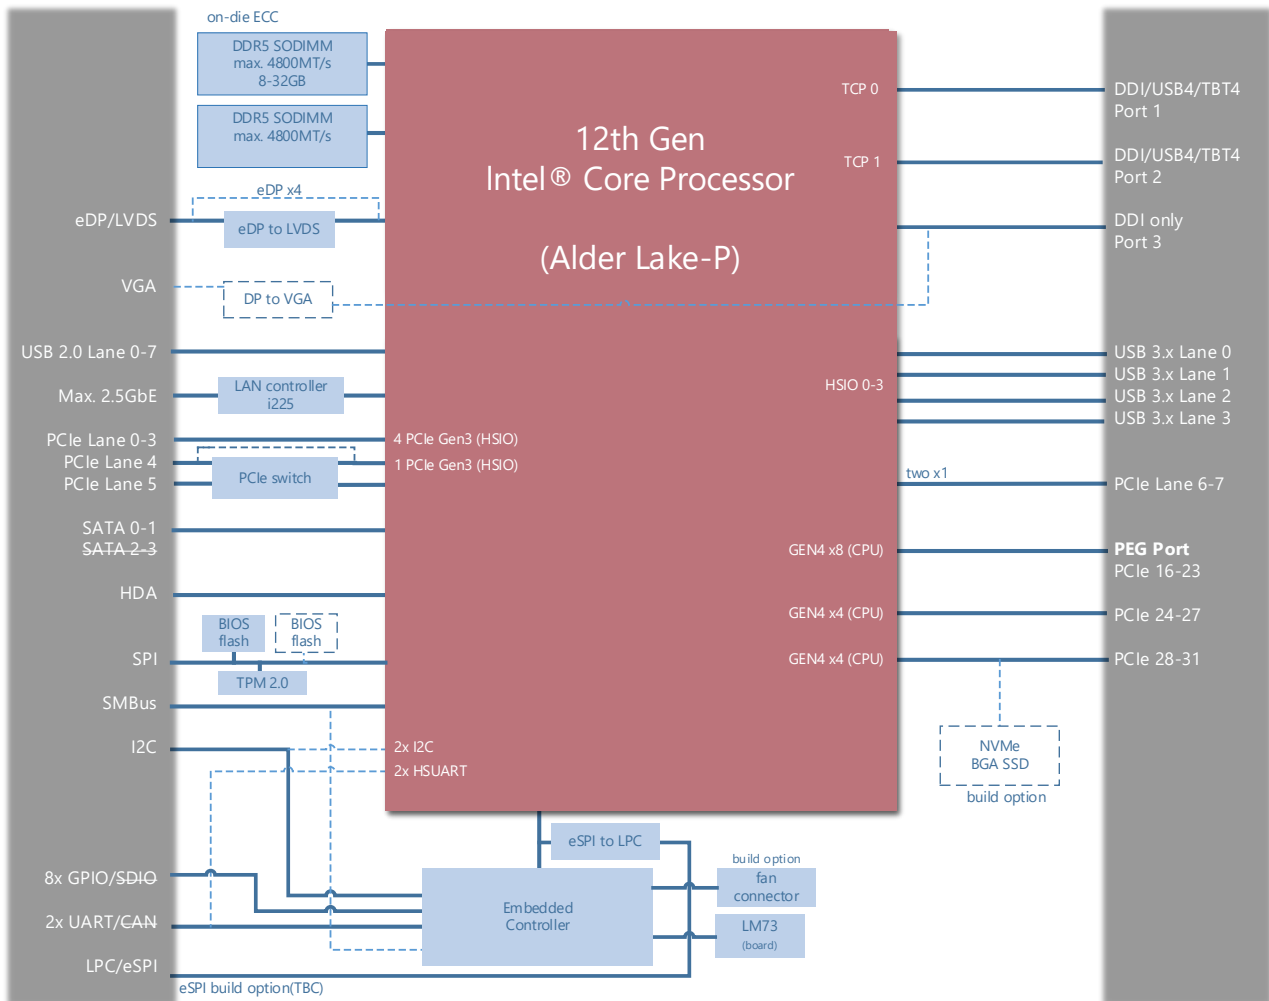 on-die ECC
DDR5 SODIMM
max. 4800MT/s
8-32GB
DDR5 SODIMM
max. 4800MT/s
eDP x4
eDP/LVDS
eDP to LVDS
VGA
DP to VGA
USB 2.0 Lane 0-7
Max. 2.5GbE
LAN controller
i225
PCIe Lane 0-3
PCIe Lane 4
PCIe Lane 5
PCIe switch
SATA 0-1
SATA 2-3
HDA
BIOS
flash
BIOS
flash
SPI
TPM 2.0
SMBus
I2C
8x GPIO/SDIO
2x UART/CAN
LPC/eSPI
eSPI build option(TBC)
12th Gen
Intel® Core Processor
(Alder Lake-P)
TCP 0
TCP 1
HSIO 0-3
4 PCIe Gen3 (HSIO)
1 PCIe Gen3 (HSIO)
GEN4 x8 (CPU)
GEN4 x4 (CPU)
GEN4 x4 (CPU)
2x I2C
2x HSUART
eSPI to LPC
Embedded
Controller
build option
fan
connector
LM73
(board)
DDI/USB4/TBT4
Port 1
DDI/USB4/TBT4
Port 2
DDI only
Port 3
USB 3.x Lane 0
USB 3.x Lane 1
USB 3.x Lane 2
USB 3.x Lane 3
two x1
PCIe Lane 6-7
PEG Port
PCIe 16-23
PCIe 24-27
PCIe 28-31
NVMe
BGA SSD
build option